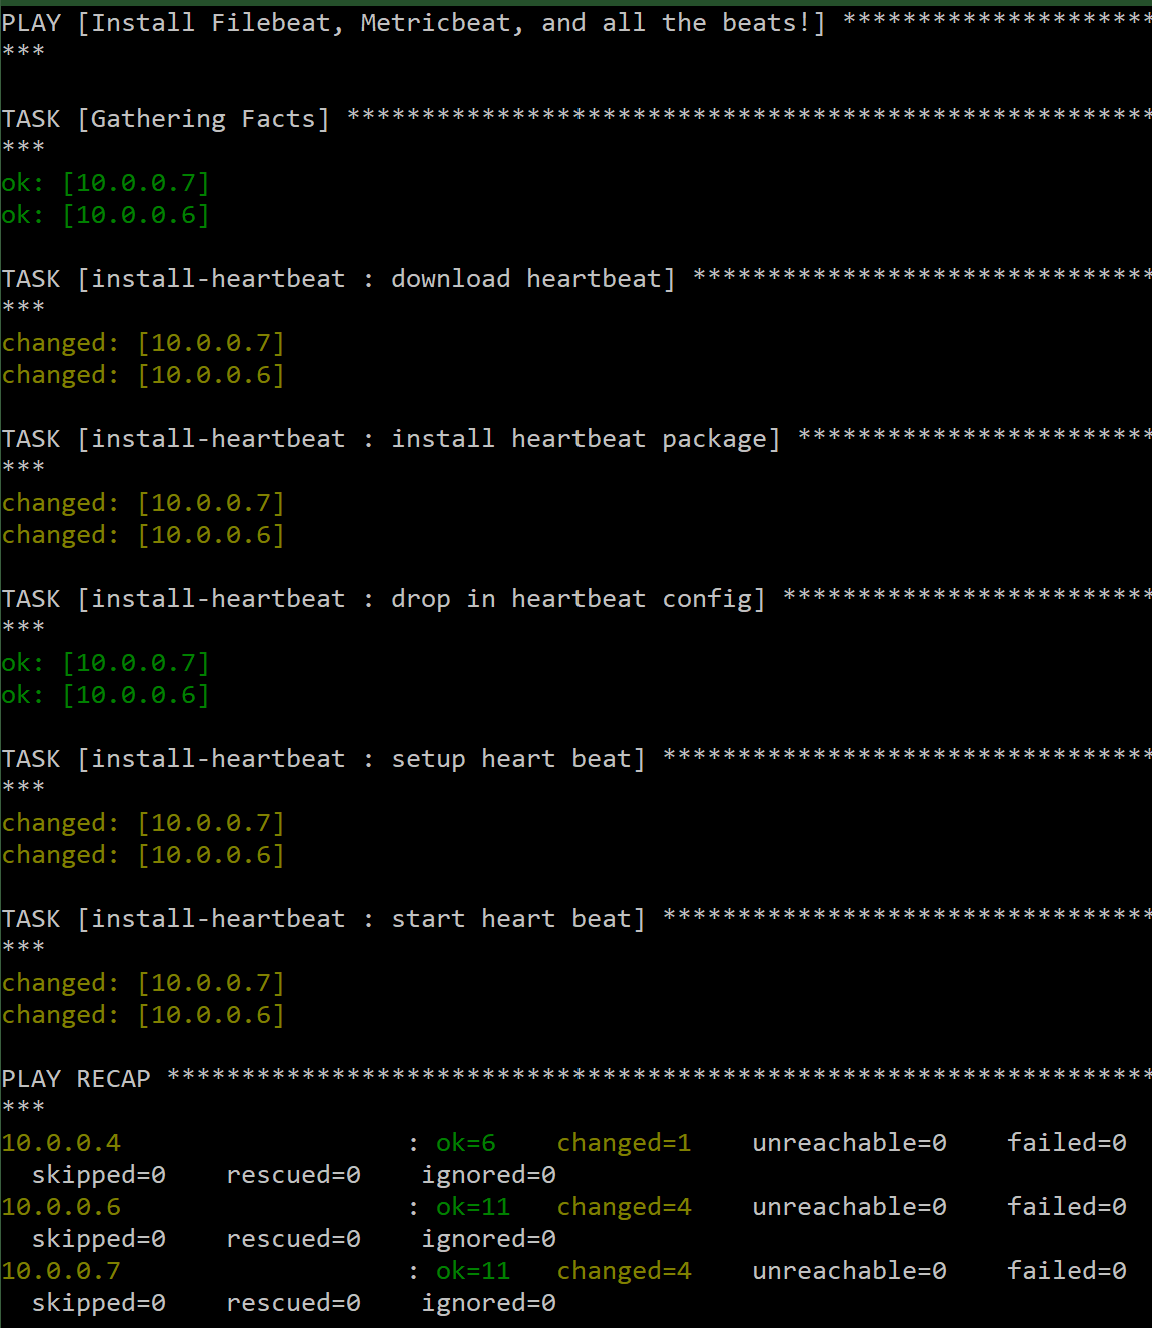 PLAY [Install Filebeat, Metricbeat, and all the beats!] *********************
***
TASK [Gathering Facts] ******************************************************
***
ok: [10.0.0.7]
ok: [10.0.0.6]
TASK [install-heartbeat : download heartbeat] *******************************
***
changed: [10.0.0.7]
changed: [10.0.0.6]
TASK [install-heartbeat : install heartbeat package] ************************
***
changed: [10.0.0.7]
changed: [10.0.0.6]
TASK [install-heartbeat : drop in heartbeat config] *************************
***
ok: [10.0.0.7]
ok: [10.0.0.6]
TASK [install-heartbeat : setup heart beat] *********************************
***
changed: [10.0.0.7]
changed: [10.0.0.6]
TASK [install-heartbeat : start heart beat] *********************************
***
changed: [10.0.0.7]
changed: [10.0.0.6]
PLAY RECAP ******************************************************************
***
10.0.0.4                   : ok=6    changed=1    unreachable=0    failed=0
  skipped=0    rescued=0    ignored=0
10.0.0.6                   : ok=11   changed=4    unreachable=0    failed=0
  skipped=0    rescued=0    ignored=0
10.0.0.7                   : ok=11   changed=4    unreachable=0    failed=0
  skipped=0    rescued=0    ignored=0